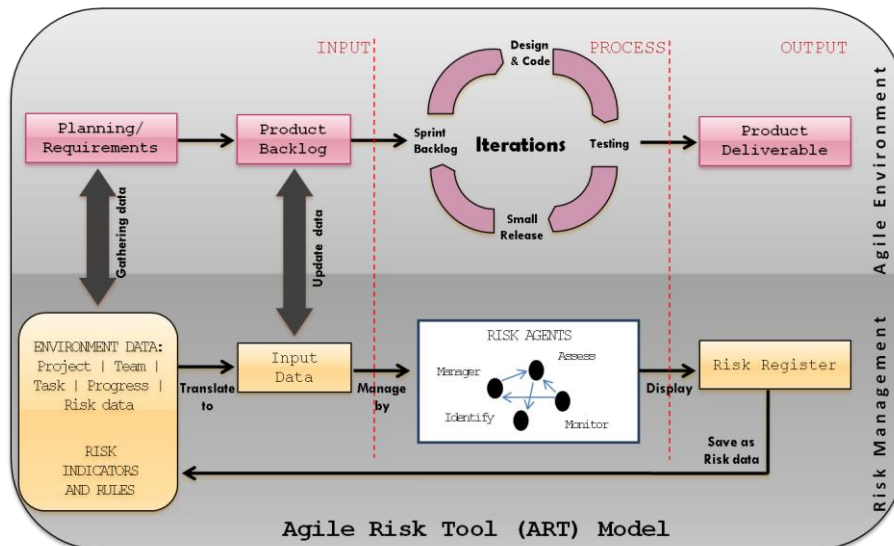 INPUT
PROCESS
OUTPUT
Design
& Code
Planning/
Requirements
Product
Backlog
Sprint
Backlog
Iterations
Testing
Product
Deliverable
Small
Release
Gathering data
Update data
Agile Environment
ENVIRONMENT DATA:
Project | Team |
Task | Progress |
Risk data
RISK
INDICATORS
AND RULES
Translate
to
Input
Data
Manage
by
RISK AGENTS
Assess
Manager
Identify
Monitor
Display
Risk Register
Save as
Risk data
Risk Management
Agile Risk Tool (ART) Model